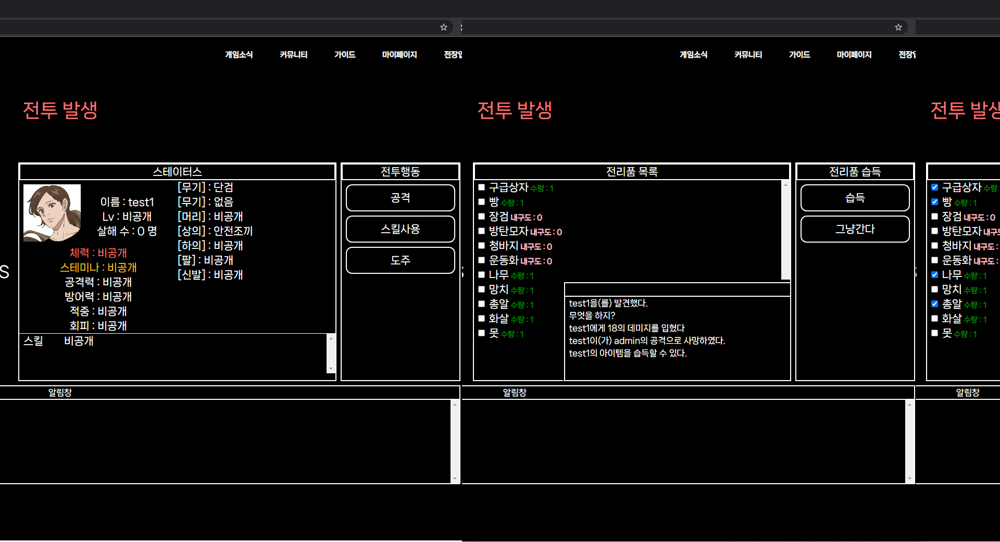 게임소식 커뮤니티 가이드 마이페이지
전투 발생
스테이터스
이름 : test1
Lv : 비공개
살해 수 : 0 명
체력 : 비공개
스테미나 : 비공개
공격력 : 비공개
방어력 : 비공개
적중 : 비공개
회피 : 비공개
[무기] : 단검
[무기] : 없음
[머리] : 비공개
[상의] : 안전조끼
[하의] : 비공개
[팔] : 비공개
[신발] : 비공개
스킬 비공개
전투행동
공격
스킬사용
도주
S
알림창
게임소식 커뮤니티 가이드 마이페이지
전투 발생
전리품 목록
구급상자 수량 : 1
빵 수량 : 1
장검 내구도 : 0
방탄모자 내구도 : 0
청바지 내구도 : 0
운동화 내구도 : 0
나무 수량 : 1
망치 수량 : 1
총알 수량 : 1
화살 수량 : 1
못 수량 : 1
test1을(를) 발견했다.
무엇을 하지?
test1에게 18의 데미지를 입혔다
test1이(가) admin의 공격으로 사망하였다.
test1의 아이템을 습득할 수 있다.
전리품 습득
습득
그냥간다
알림창
전투 발생
구급상자 수량
빵 수량 : 1
장검 내구도 : 0
방탄모자
청바지 내구도 :
운동화 내구도 :
나무 수량 : 1
망치 수량 : 1
총알 수량 : 1
화살 수량 : 1
못 수량 : 1
알림창